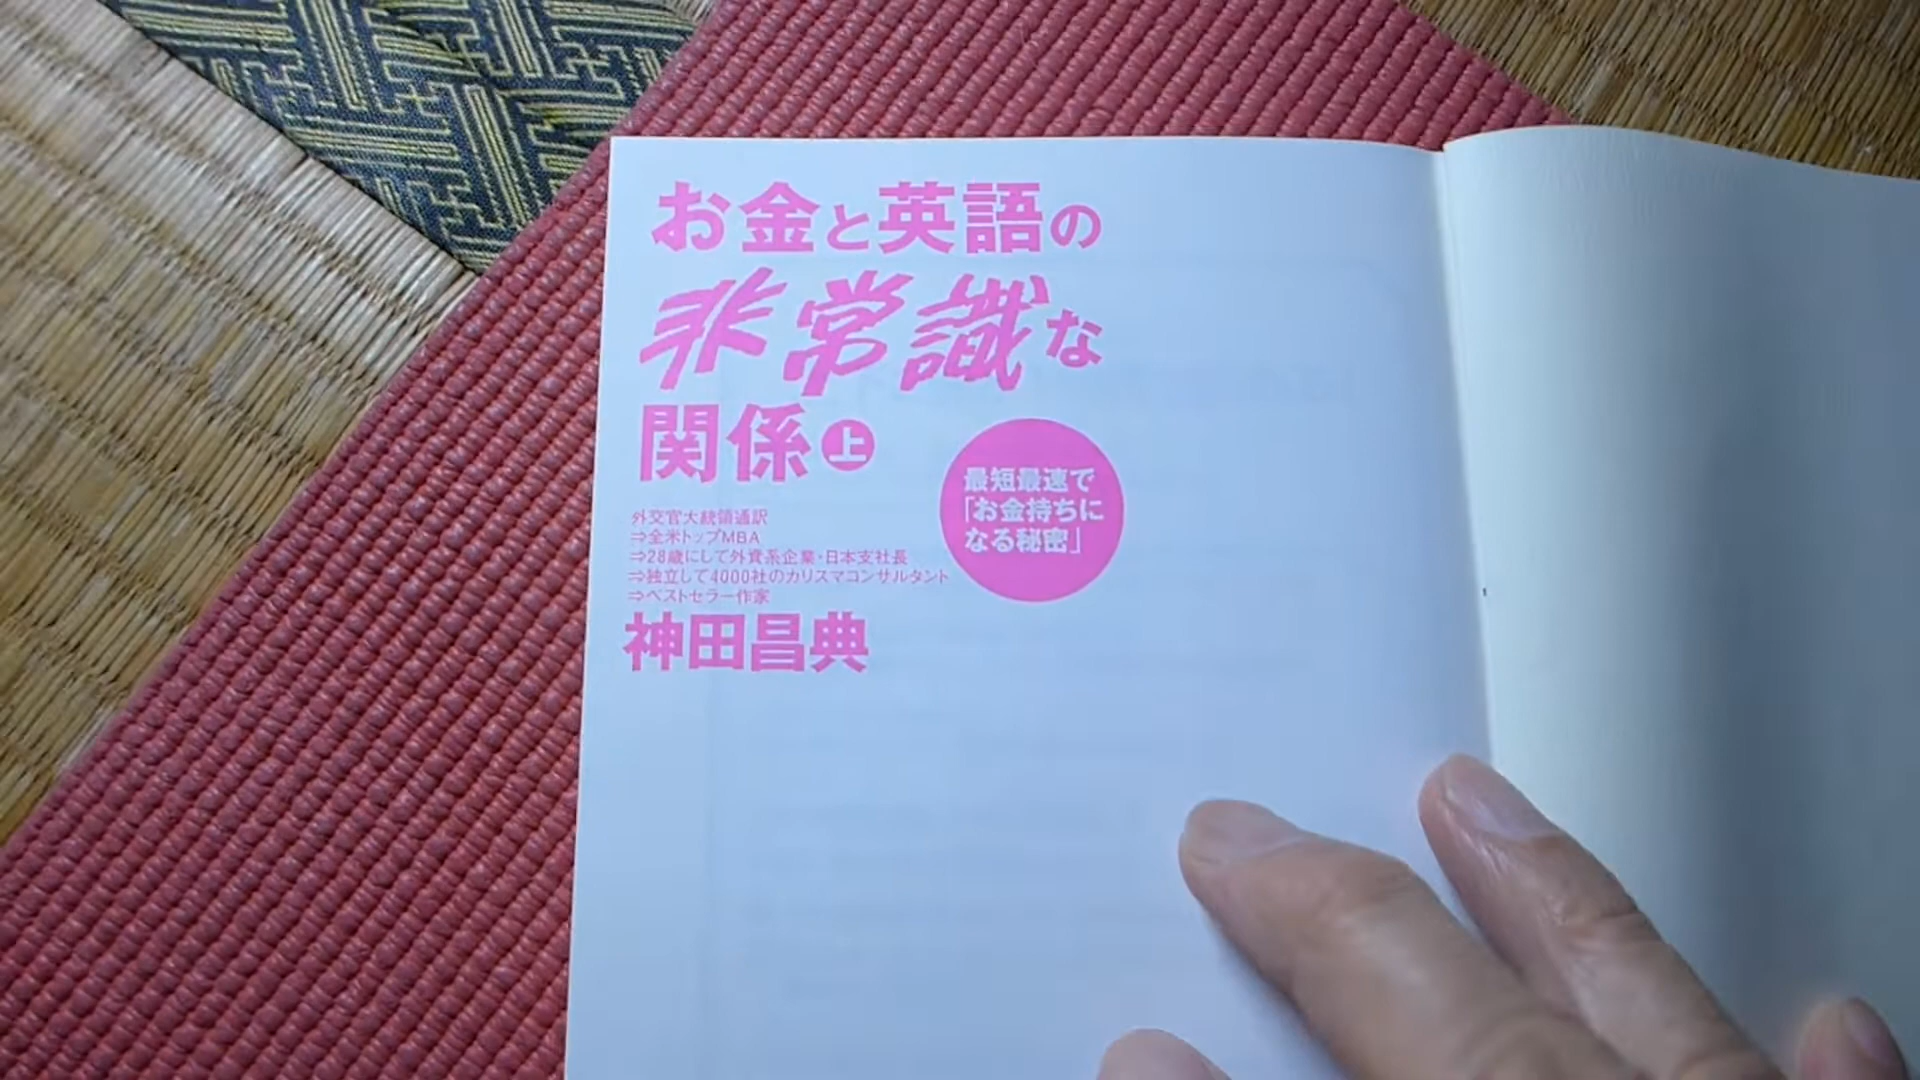 お金と英語の
非常識な
関係上
最短最速で
「お金持ちに
なる秘密」
外交官大統領通訳
⇒全米トップMBA
⇒28歳にして外資系企業・日本支社長
⇒独立して4000社のカリスマコンサルタント
⇒ベストセラー作家
神田昌典